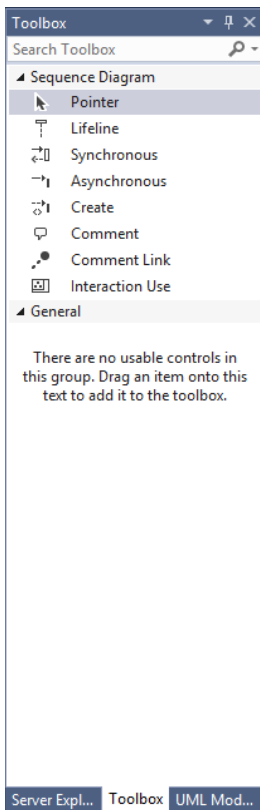 Toolbox
Search Toolbox
Sequence Diagram
Pointer
Lifeline
Synchronous
Asynchronous
Create
Comment
Comment Link
Interaction Use
General
There are no usable controls in
this group. Drag an item onto this
text to add it to the toolbox.
Server Expl... Toolbox UML Mod...